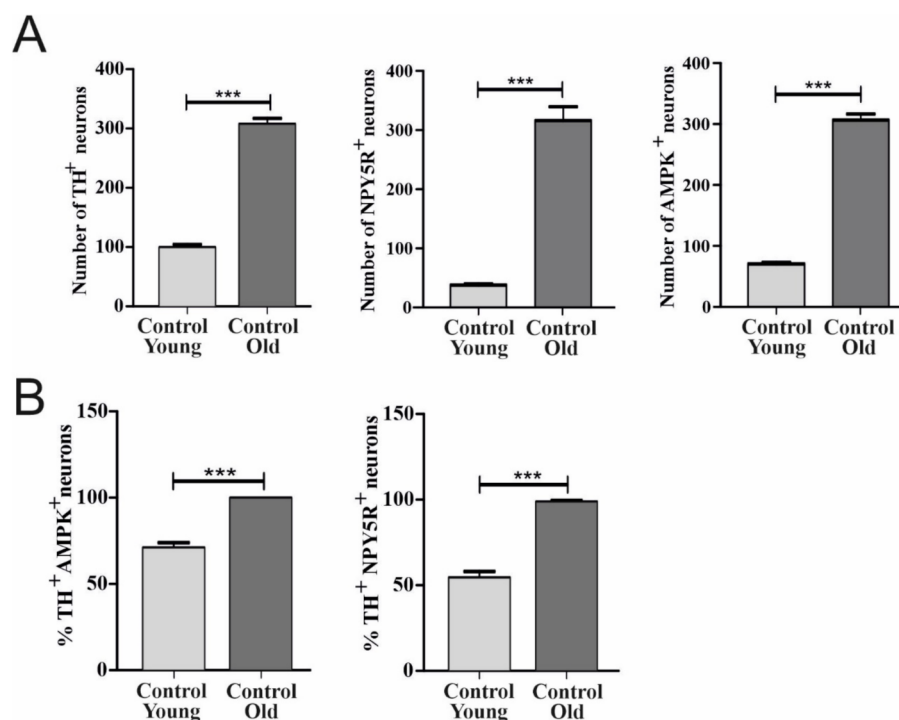 A
Number of TH+ neurons
400
300
200
100
0
***
Control
Young
Control
Old
Number of NPY5R+ neurons
400
300
200
100
0
***
Control
Young
Control
Old
Number of AMPK + neurons
400
300
200
100
0
***
Control
Young
Control
Old
B
% TH+AMPK+neurons
150
100
50
0
***
Control
Young
Control
Old
% TH+ NPY5R+ neurons
150
100
50
0
***
Control
Young
Control
Old